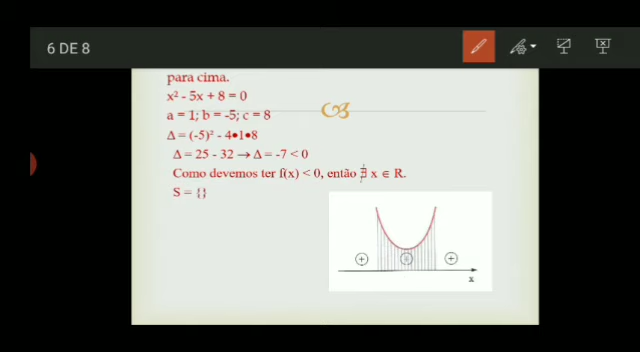 6 DE 8
para cima.
x² - 5x + 8 = 0
a = 1; b = -5; c = 8
Δ = (-5)² - 4•1•8
Δ = 25 - 32 → Δ = -7 < 0
Como devemos ter f(x) < 0, então ∄ x ∈ R.
S = {}
+ + +
x